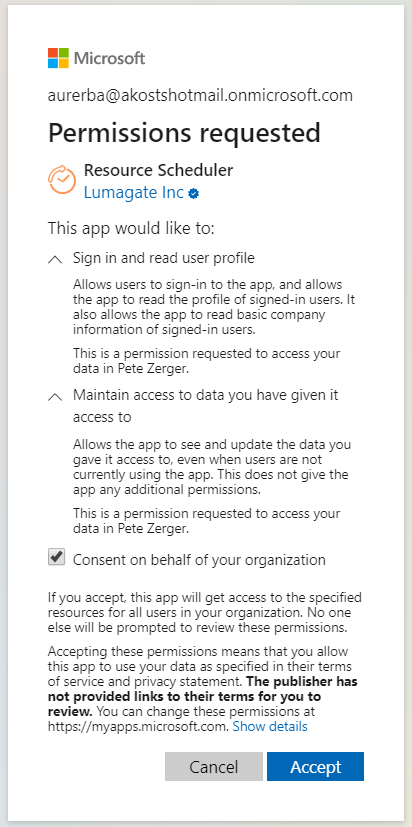 Microsoft
aurerba@akostshotmail.onmicrosoft.com
Permissions requested
Resource Scheduler
Lumagate Inc
This app would like to:
Sign in and read user profile
Allows users to sign-in to the app, and allows
the app to read the profile of signed-in users. It
also allows the app to read basic company
information of signed-in users.
This is a permission requested to access your
data in Pete Zerger.
Maintain access to data you have given it
access to
Allows the app to see and update the data you
gave it access to, even when users are not
currently using the app. This does not give the
app any additional permissions.
This is a permission requested to access your
data in Pete Zerger.
Consent on behalf of your organization
If you accept, this app will get access to the specified
resources for all users in your organization. No one
else will be prompted to review these permissions.
Accepting these permissions means that you allow
this app to use your data as specified in their terms
of service and privacy statement. The publisher has
not provided links to their terms for you to
review. You can change these permissions at
https://myapps.microsoft.com. Show details
Cancel
Accept